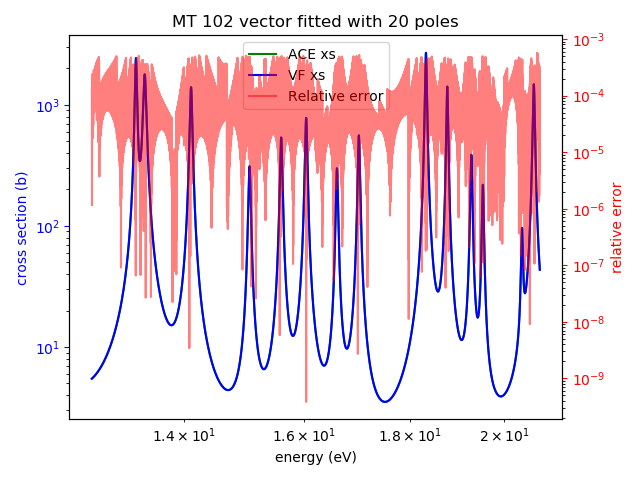 MT 102 vector fitted with 20 poles
ACE xs
VF xs
Relative error
cross section (b)
10³
10²
10¹
relative error
10⁻³
10⁻⁴
10⁻⁵
10⁻⁶
10⁻⁷
10⁻⁸
10⁻⁹
1.4×10¹ 1.6×10¹ 1.8×10¹ 2×10¹
energy (eV)